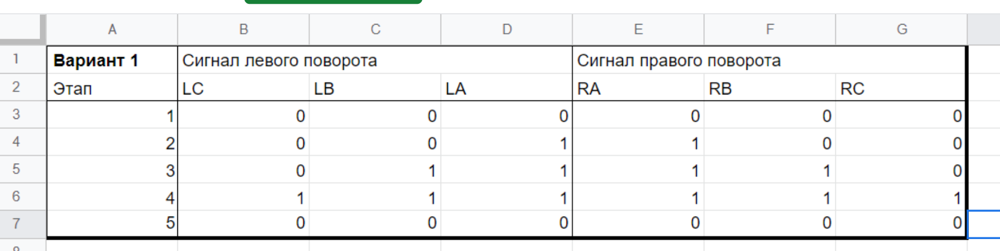 A B C D E F G
1 Вариант 1 Сигнал левого поворота Сигнал правого поворота
2 Этап LC LB LA RA RB RC
3 1 0 0 0 0 0 0
4 2 0 0 1 1 0 0
5 3 0 1 1 1 1 0
6 4 1 1 1 1 1 1
7 5 0 0 0 0 0 0